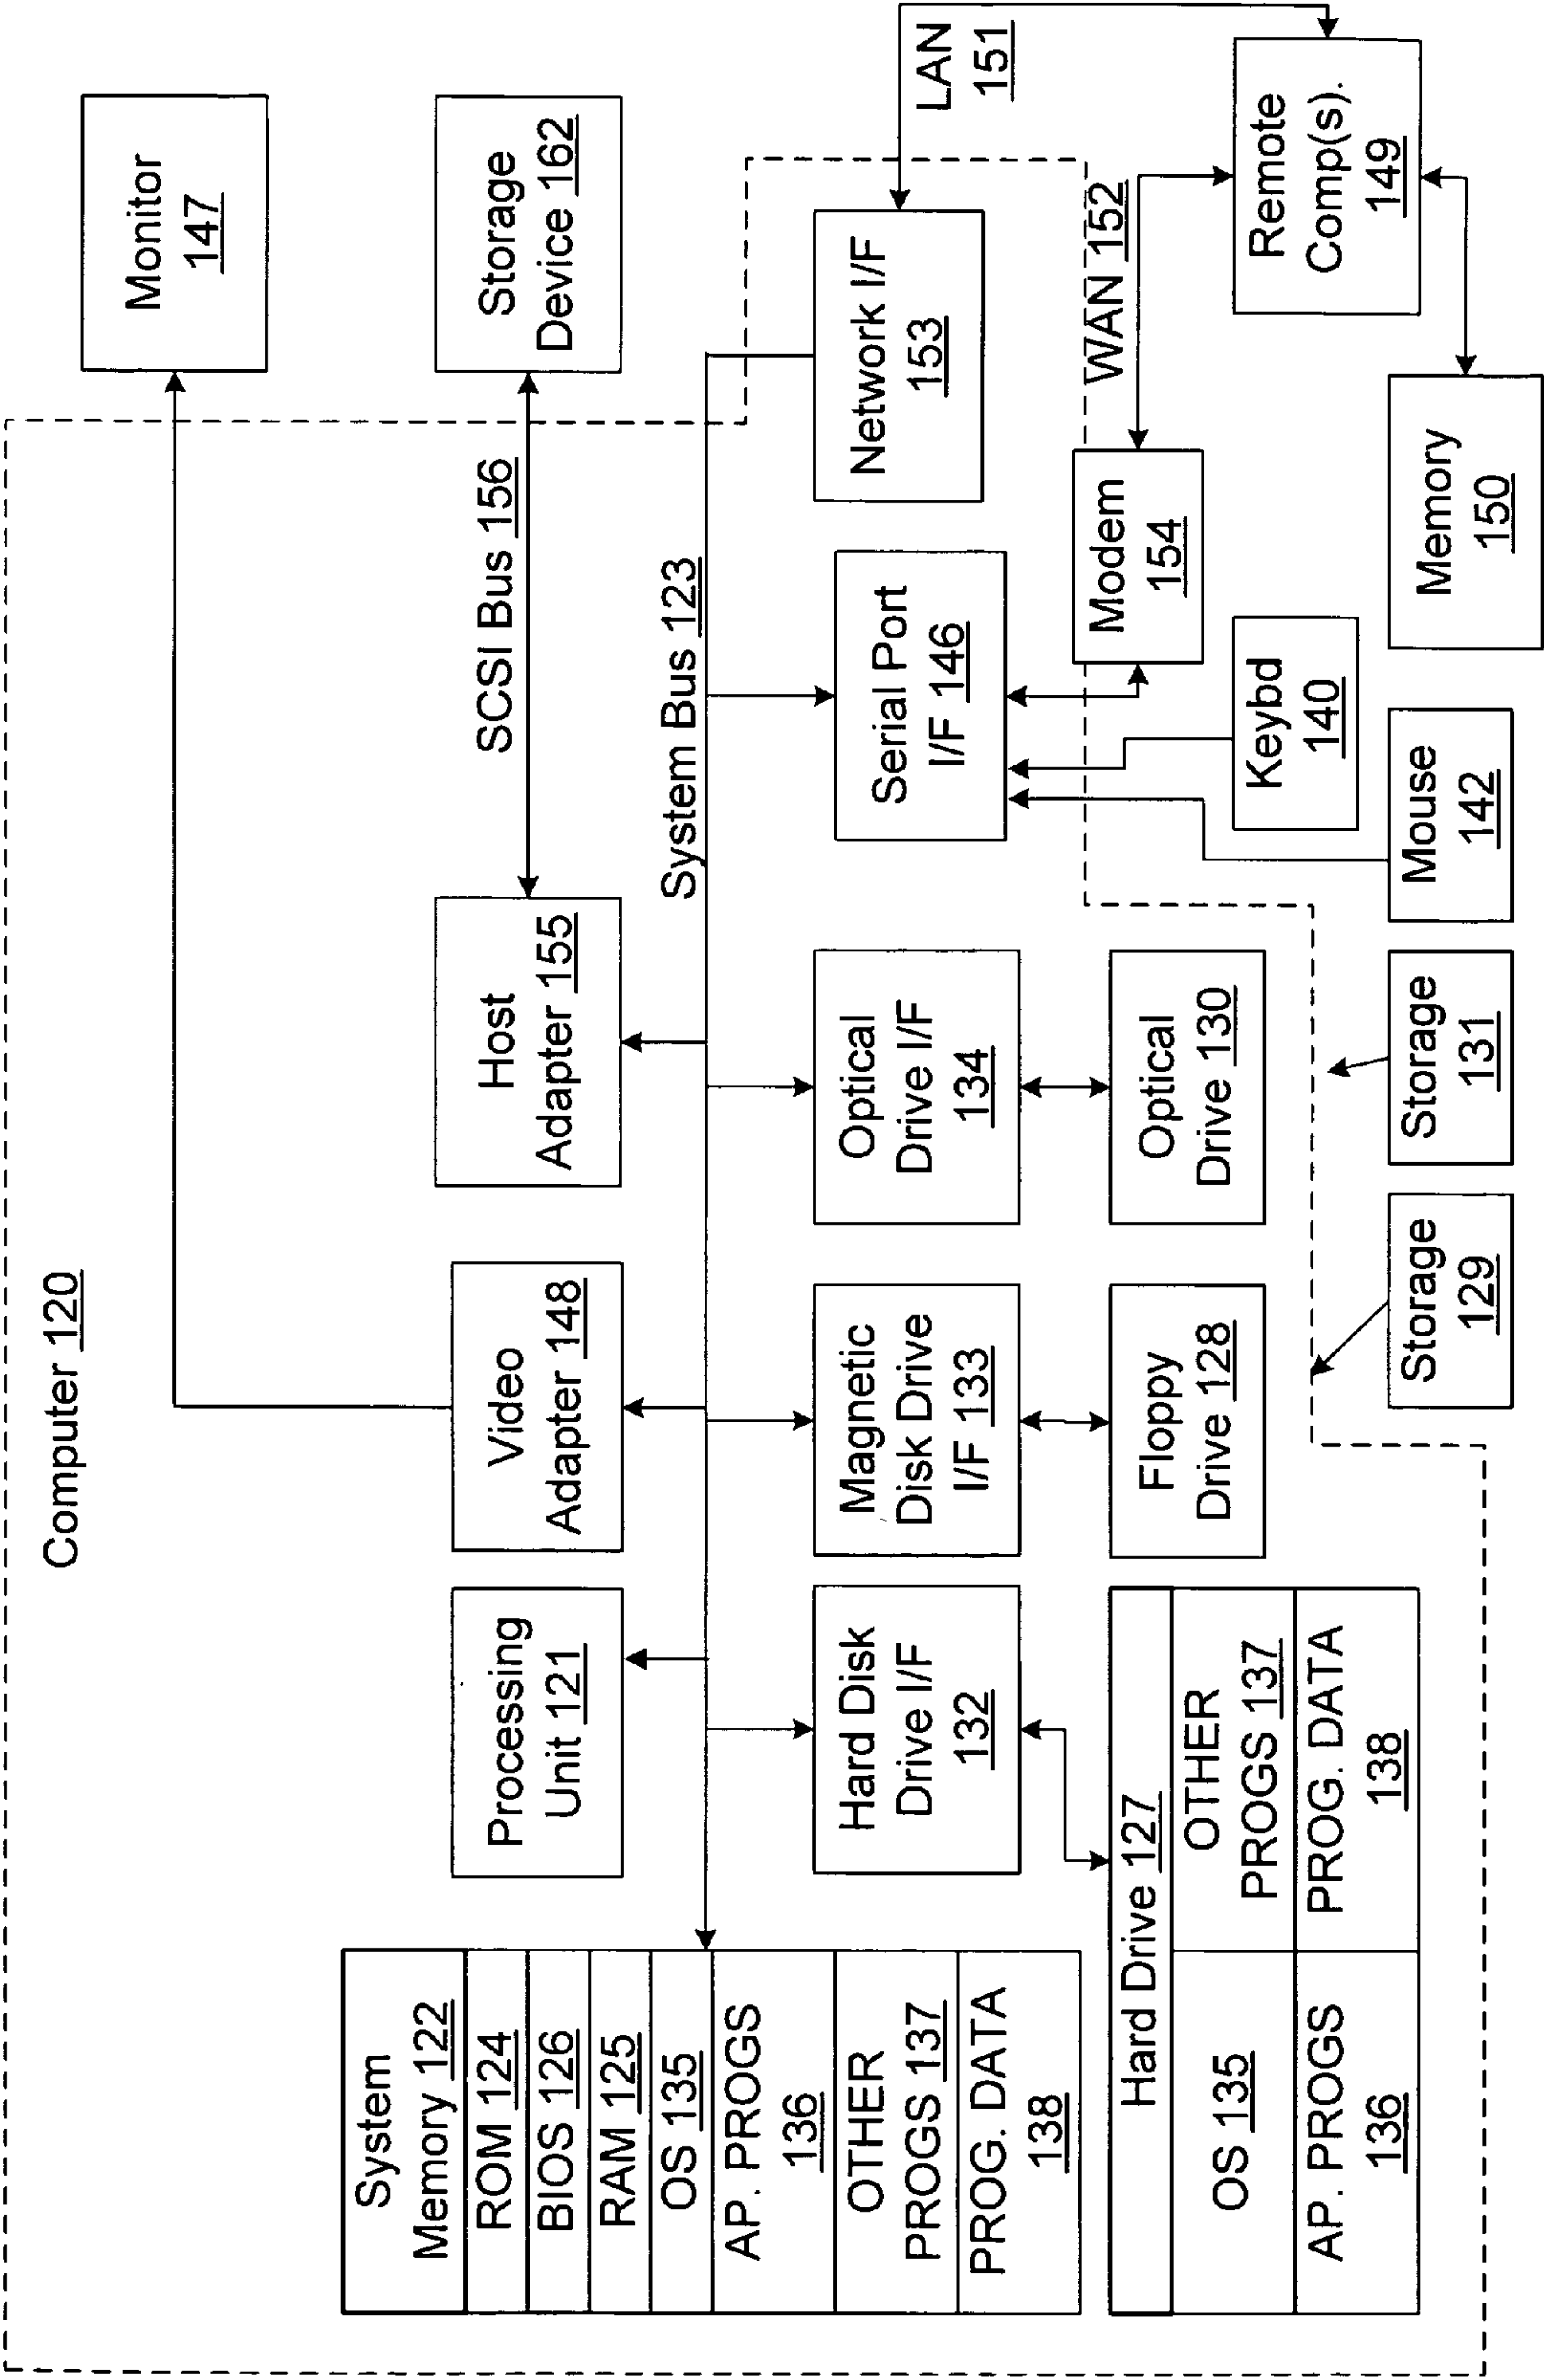 Computer 120
Monitor
147
System
Memory 122
ROM 124
BIOS 126
RAM 125
OS 135
AP. PROGS
136
OTHER
PROGS 137
PROG. DATA
138
Processing
Unit 121
Video
Adapter 148
Host
Adapter 155
SCSI Bus 156
Storage
Device 162
System Bus 123
Hard Disk
Drive I/F
132
Magnetic
Disk Drive
I/F 133
Optical
Drive I/F
134
Serial Port
I/F 146
Network I/F
153
LAN
151
Hard Drive 127
OS 135
OTHER
PROGS 137
AP. PROGS
136
PROG. DATA
138
Floppy
Drive 128
Optical
Drive 130
Modem
154
WAN 152
Remote
Comp(s).
149
Keybd
140
Storage
129
Storage
131
Mouse
142
Memory
150